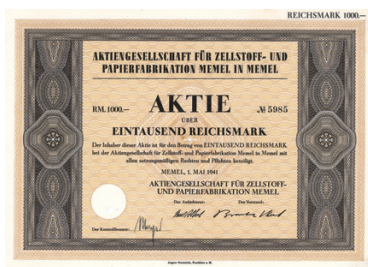 REICHSMARK 1000.—
AKTIENGESELLSCHAFT FÜR ZELLSTOFF- UND
PAPIERFABRIKATION MEMEL IN MEMEL
RM. 1000.— AKTIE № 5985
ÜBER
EINTAUSEND REICHSMARK
Der Inhaber dieser Aktie ist für den Betrag von EINTAUSEND REICHSMARK
bei der Aktiengesellschaft für Zellstoff- und Papierfabrikation Memel in Memel mit
allen satzungsmäßigen Rechten und Pflichten beteiligt.
MEMEL, 1. MAI 1941
AKTIENGESELLSCHAFT FÜR ZELLSTOFF-
UND PAPIERFABRIKATION MEMEL
Der Aufsichtsrat: Der Vorstand:
Der Kontrollbeamte: